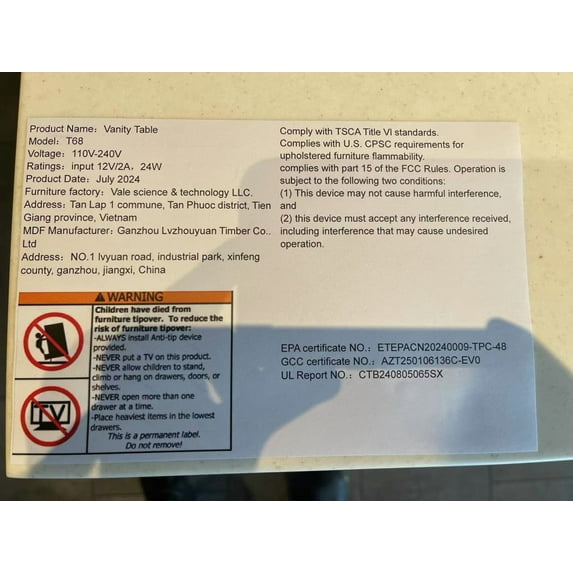 Product Name: Vanity Table
Model: T68
Voltage: 110V-240V
Ratings: input 12V/2A, 24W
Product Date: July 2024
Furniture factory: Vale science & technology LLC.
Address: Tan Lap 1 commune, Tan Phuoc district, Tien
Giang province, Vietnam
MDF Manufacturer: Ganzhou Lvzhouyuan Timber Co..
Ltd
Address: NO.1 lvyuan road, industrial park, xinfeng
county, ganzhou, jiangxi, China
WARNING
Children have died from
furniture tipover. To reduce the
risk of furniture tipover:
-ALWAYS install Anti-tip device
provided.
-NEVER put a TV on this product.
-NEVER allow children to stand,
climb or hang on drawers, doors, or
shelves.
-NEVER open more than one
drawer at a time.
-Place heaviest items in the lowest
drawers.
This is a permanent label.
Do not remove!
TV
Comply with TSCA Title VI standards.
Complies with U.S. CPSC requirements for
upholstered furniture flammability.
complies with part 15 of the FCC Rules. Operation is
subject to the following two conditions:
(1) This device may not cause harmful interference,
and
(2) this device must accept any interference received,
including interference that may cause undesired
operation.
EPA certificate NO.: ETEPACN20240009-TPC-48
GCC certificate NO.: AZT250106136C-EV0
UL Report NO.: CTB240805065SX